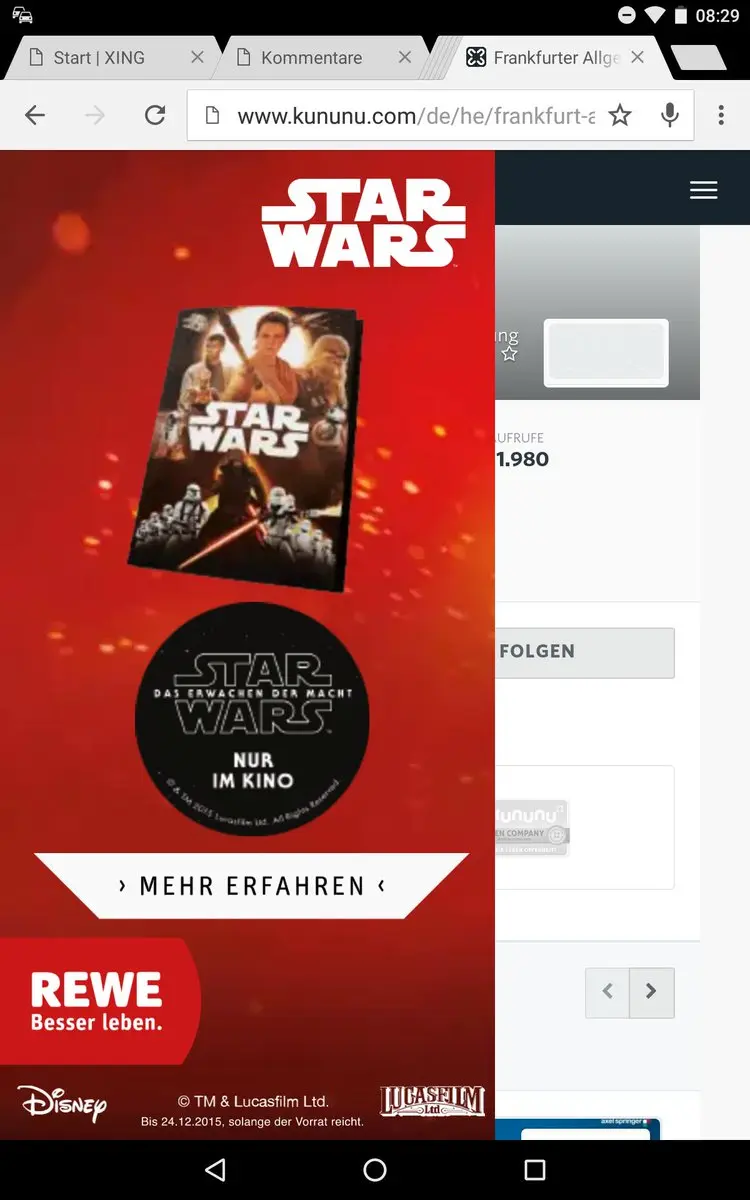 08:29
Start | XING
Kommentare
Frankfurter Allge
www.kununu.com/de/he/frankfurt-a
STAR
WARS
STAR
WARS
STAR
DAS ERWACHEN DER MACHT
WARS
NUR
IM KINO
© & TM 2015 Lucasfilm Ltd. All Rights Reserved
› MEHR ERFAHREN ‹
REWE
Besser leben.
DISNEY
© TM & Lucasfilm Ltd.
Bis 24.12.2015, solange der Vorrat reicht.
LUCASFILM
Ltd
ng
UFRUFE
1.980
FOLGEN
kununu
EN COMPANY
axel springer